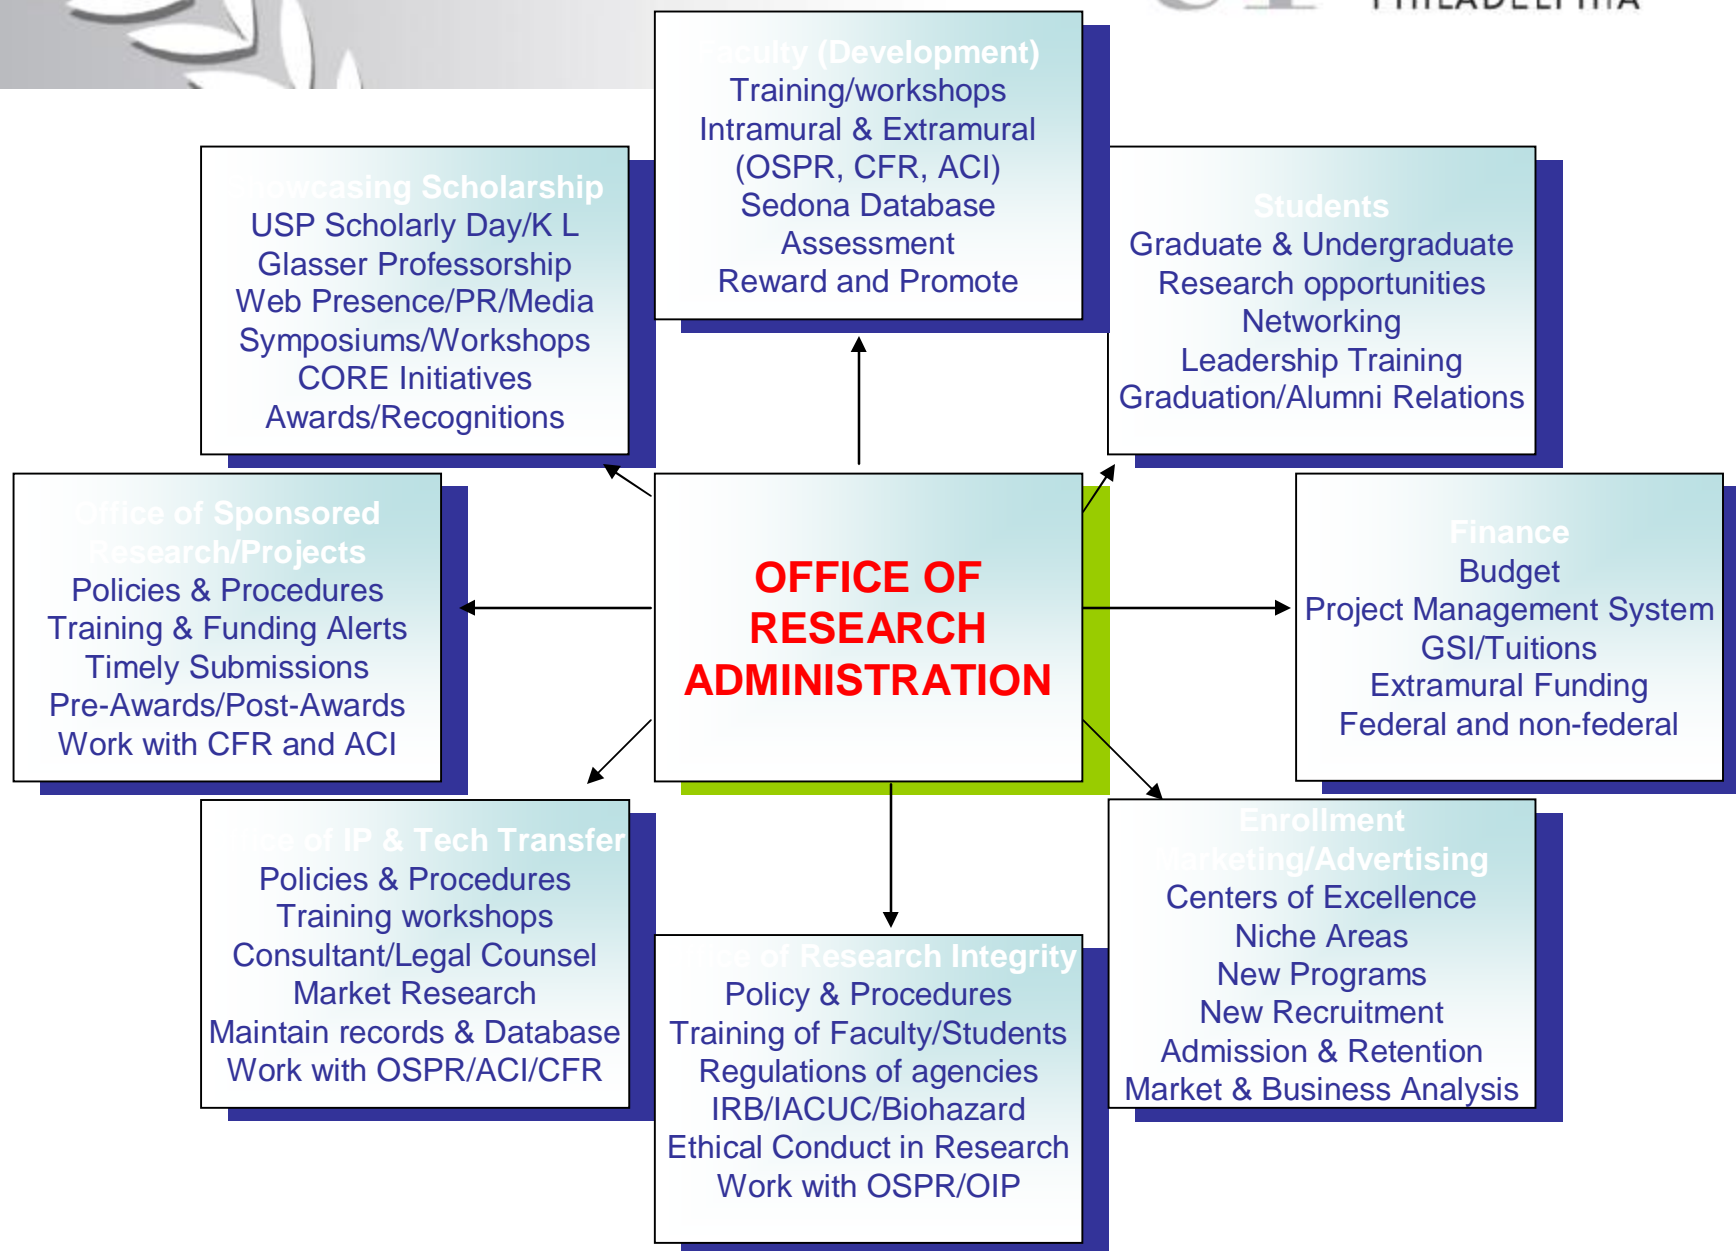 PHILADELPHIA
Faculty (Development)
Training/workshops
Intramural & Extramural
(OSPR, CFR, ACI)
Sedona Database
Assessment
Reward and Promote
Showcasing Scholarship
USP Scholarly Day/K L
Glasser Professorship
Web Presence/PR/Media
Symposiums/Workshops
CORE Initiatives
Awards/Recognitions
Students
Graduate & Undergraduate
Research opportunities
Networking
Leadership Training
Graduation/Alumni Relations
Office of Sponsored
Research/Projects
Policies & Procedures
Training & Funding Alerts
Timely Submissions
Pre-Awards/Post-Awards
Work with CFR and ACI
OFFICE OF
RESEARCH
ADMINISTRATION
Finance
Budget
Project Management System
GSI/Tuitions
Extramural Funding
Federal and non-federal
Office of IP & Tech Transfer
Policies & Procedures
Training workshops
Consultant/Legal Counsel
Market Research
Maintain records & Database
Work with OSPR/ACI/CFR
Office of Research Integrity
Policy & Procedures
Training of Faculty/Students
Regulations of agencies
IRB/IACUC/Biohazard
Ethical Conduct in Research
Work with OSPR/OIP
Enrollment
Marketing/Advertising
Centers of Excellence
Niche Areas
New Programs
New Recruitment
Admission & Retention
Market & Business Analysis